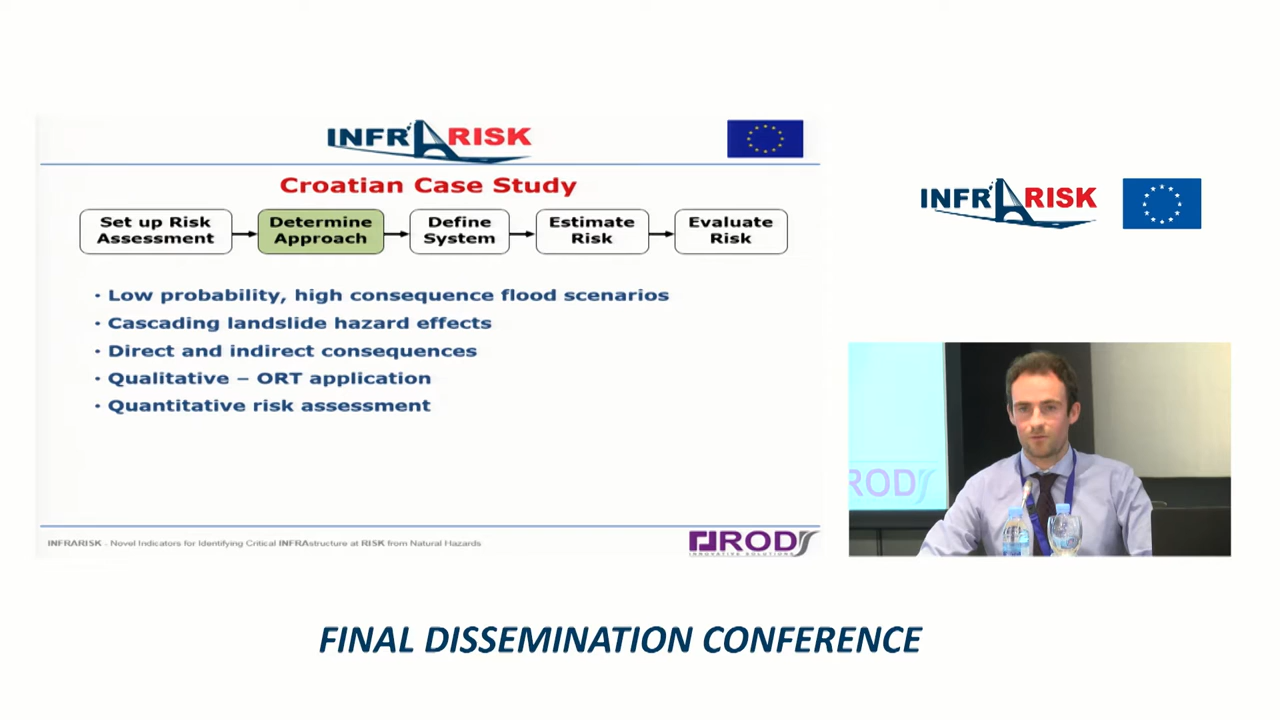 INFRARISK
Croatian Case Study
Set up Risk
Assessment
Determine
Approach
Define
System
Estimate
Risk
Evaluate
Risk
· Low probability, high consequence flood scenarios
· Cascading landslide hazard effects
· Direct and indirect consequences
· Qualitative – ORT application
· Quantitative risk assessment
INFRARISK - Novel Indicators for Identifying Critical INFRAstructure at RISK from Natural Hazards
ROD
INNOVATIVE SOLUTIONS
INFRARISK
ROD
FINAL DISSEMINATION CONFERENCE